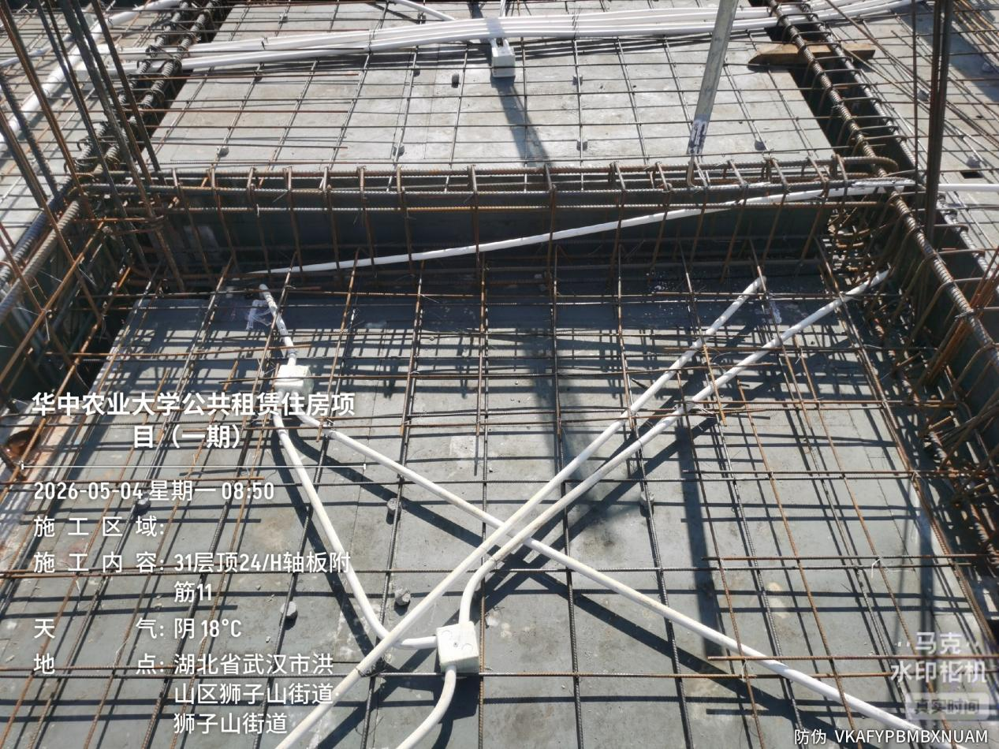 华中农业大学公共租赁住房项
目（一期）
2026-05-04 星期一 08:50
施工区域:
施工内容: 31层顶24/H轴板附
筋11
天气: 阴 18°C
地点: 湖北省武汉市洪
山区狮子山街道·
狮子山街道
马克
水印相机
真实时间
防伪 VKAFYPBMBXNUAM